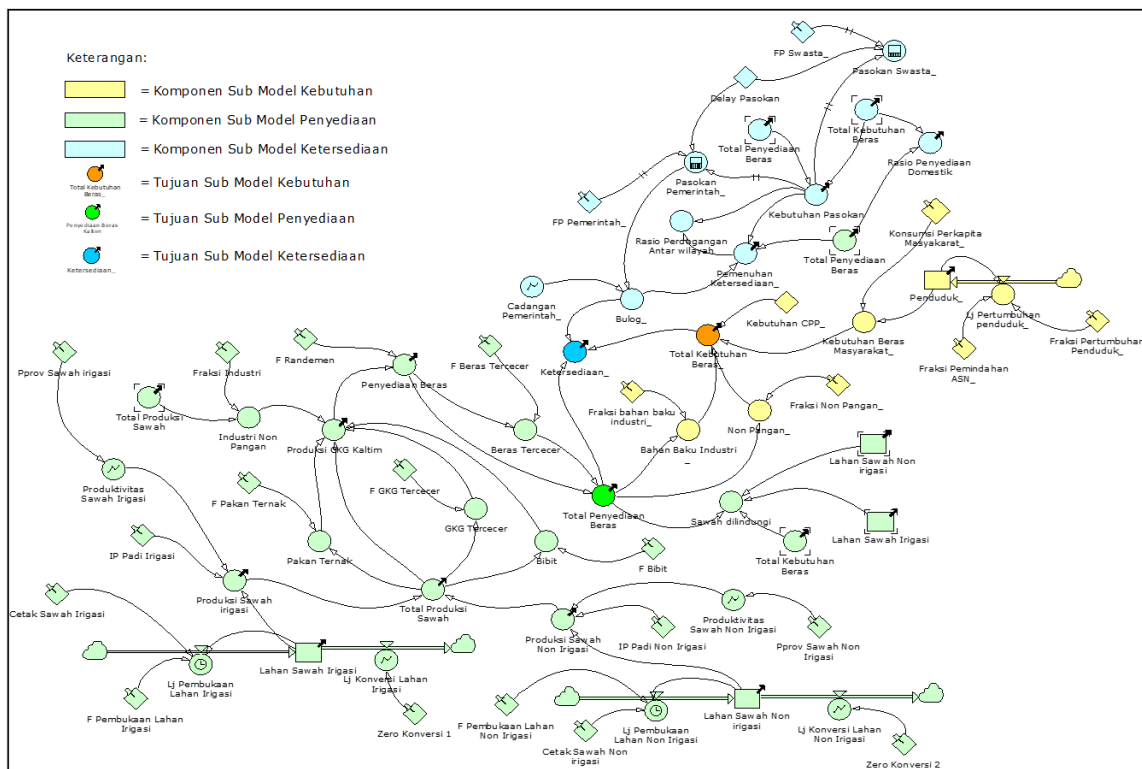 Keterangan:
= Komponen Sub Model Kebutuhan
= Komponen Sub Model Penyediaan
= Komponen Sub Model Ketersediaan
Total Kebutuhan
Beras_
= Tujuan Sub Model Kebutuhan
Penyediaan Beras
Kaltim
= Tujuan Sub Model Penyediaan
Ketersediaan_
= Tujuan Sub Model Ketersediaan
FP Swasta_
Pasokan Swasta_
Delay Pasokan
Total Penyediaan
Beras
Total Kebutuhan
Beras
Rasio Penyediaan
Domestik
Pasokan
Pemerintah_
FP Pemerintah_
Kebutuhan Pasokan
Rasio Perdagangan
Antar wilayah
Pemenuhan
Ketersediaan_
Total Penyediaan
Beras
Konsumsi Perkapita
Masyakarat_
Cadangan
Pemerintah_
Bulog_
Penduduk_
Lj Pertumbuhan
penduduk_
Fraksi Pertumbuhan
Penduduk_
Fraksi Pemindahan
ASN_
Kebutuhan CPP_
Kebutuhan Beras
Masyarakat_
Total Kebutuhan
Beras_
Ketersediaan_
Pprov Sawah irigasi
Fraksi Industri
F Randemen
F Beras Tercecer
Penyediaan Beras
Fraksi bahan baku
industri_
Fraksi Non Pangan_
Total Produksi
Sawah
Industri Non
Pangan
Produksi GKG Kaltim
Beras Tercecer
Bahan Baku Industri
_
Non Pangan_
Lahan Sawah Non
irigasi
Produktivitas
Sawah Irigasi
F Pakan Ternak
F GKG Tercecer
GKG Tercecer
Total Penyediaan
Beras
Sawah dilindungi
Lahan Sawah Irigasi
Total Kebutuhan
Beras
IP Padi Irigasi
Pakan Ternak
Bibit
F Bibit
Cetak Sawah Irigasi
Produksi Sawah
irigasi
Total Produksi
Sawah
Produksi Sawah
Non Irigasi
IP Padi Non Irigasi
Produktivitas
Sawah Non Irigasi
Pprov Sawah Non
Irigasi
Lj Pembukaan
Lahan Irigasi
Lahan Sawah Irigasi
Lj Konversi Lahan
Irigasi
F Pembukaan Lahan
Irigasi
Zero Konversi 1
F Pembukaan Lahan
Non Irigasi
Cetak Sawah Non
irigasi
Lj Pembukaan
Lahan Non Irigasi
Lahan Sawah Non
irigasi
Lj Konversi Lahan
Non Irigasi
Zero Konversi 2